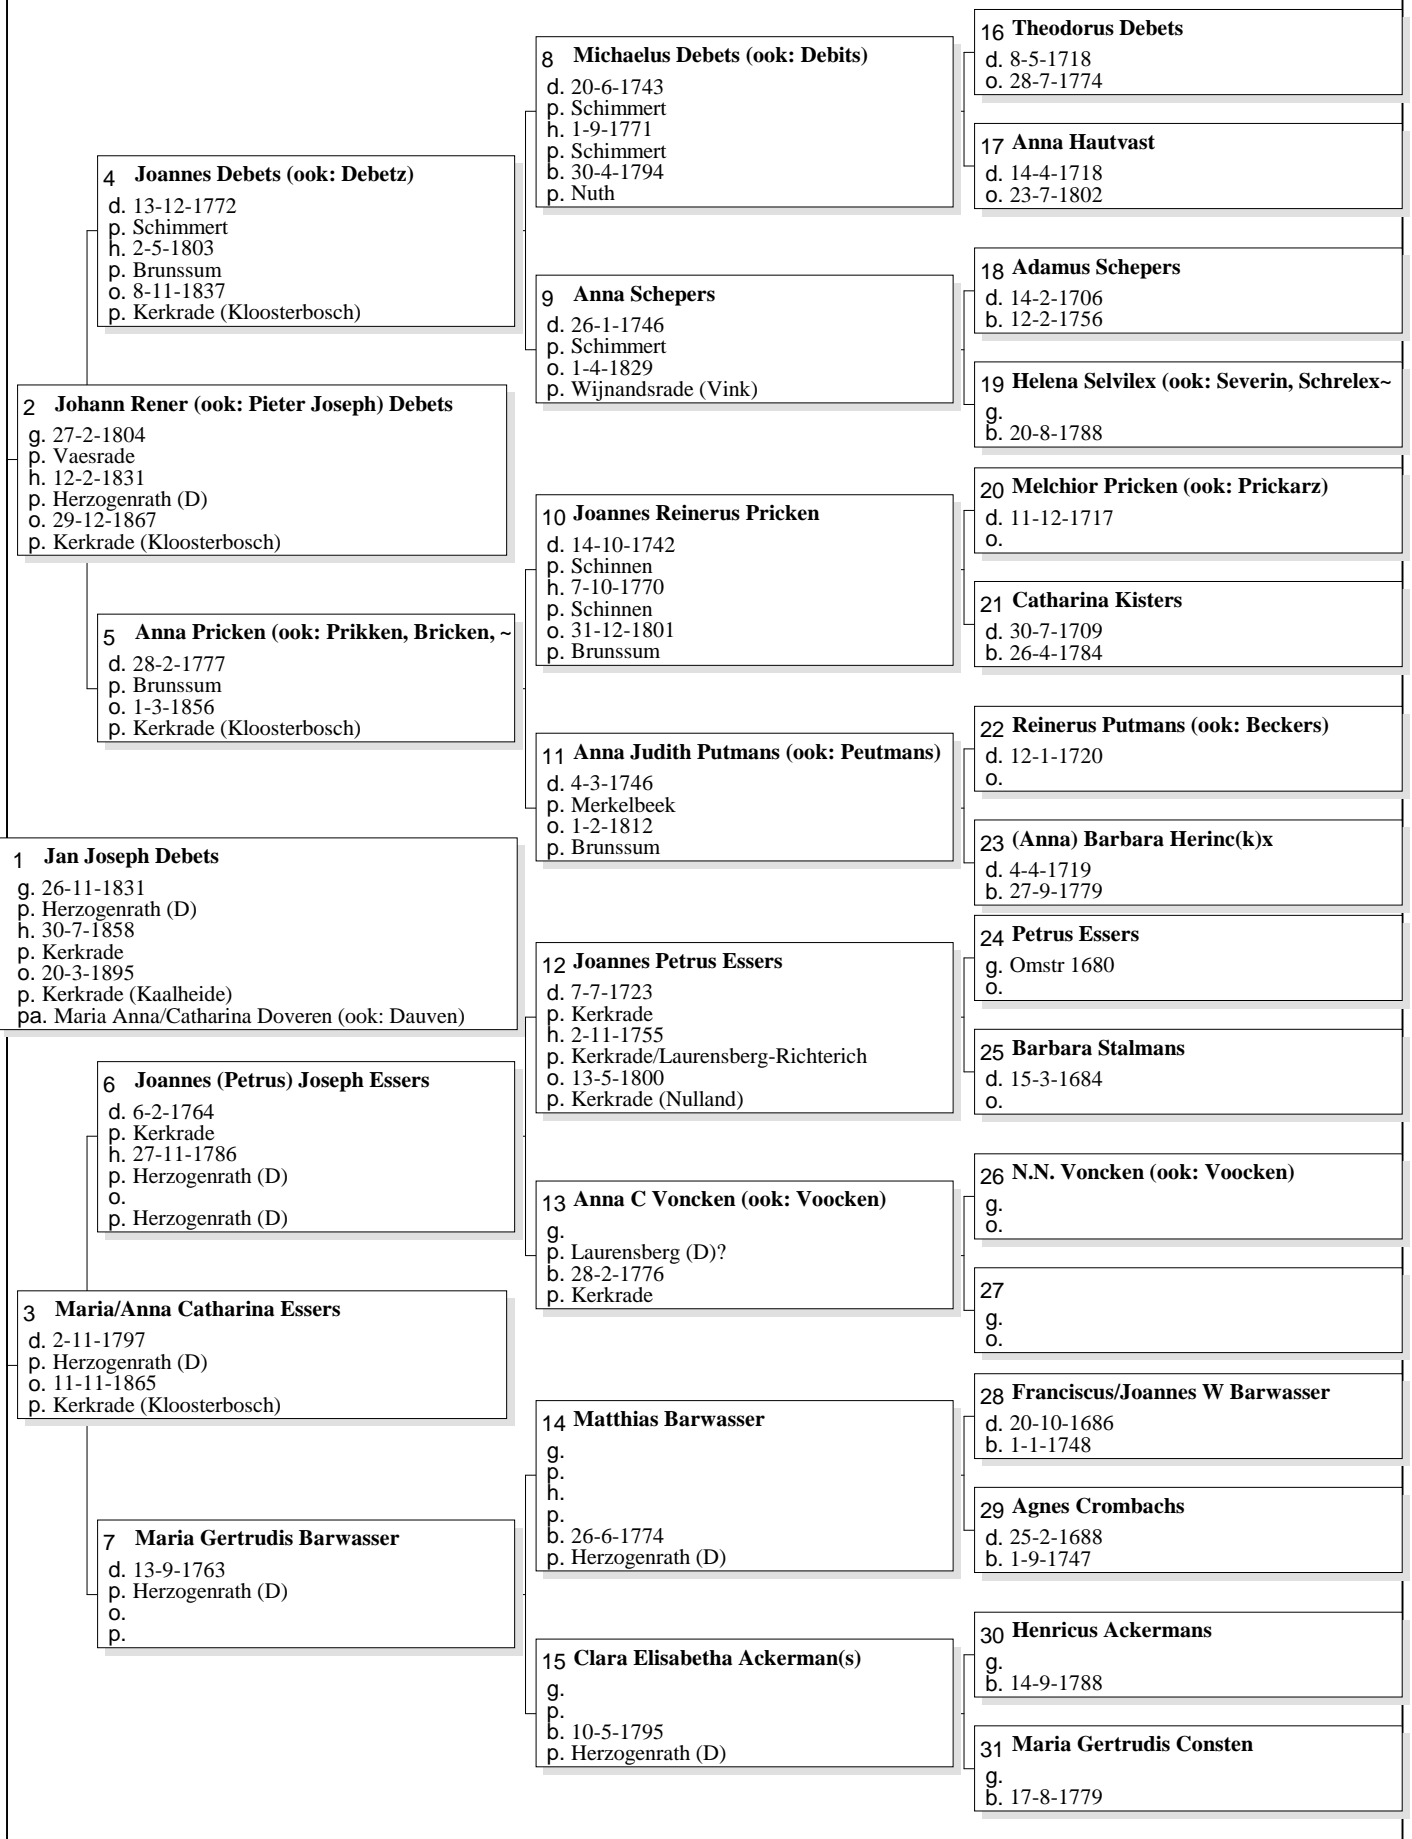 1 Jan Joseph Debets
g. 26-11-1831
p. Herzogenrath (D)
h. 30-7-1858
p. Kerkrade
o. 20-3-1895
p. Kerkrade (Kaalheide)
pa. Maria Anna/Catharina Doveren (ook: Dauven)
2 Johann Rener (ook: Pieter Joseph) Debets
g. 27-2-1804
p. Vaesrade
h. 12-2-1831
p. Herzogenrath (D)
o. 29-12-1867
p. Kerkrade (Kloosterbosch)
3 Maria/Anna Catharina Essers
d. 2-11-1797
p. Herzogenrath (D)
o. 11-11-1865
p. Kerkrade (Kloosterbosch)
4 Joannes Debets (ook: Debetz)
d. 13-12-1772
p. Schimmert
h. 2-5-1803
p. Brunssum
o. 8-11-1837
p. Kerkrade (Kloosterbosch)
5 Anna Pricken (ook: Prikken, Bricken, ~
d. 28-2-1777
p. Brunssum
o. 1-3-1856
p. Kerkrade (Kloosterbosch)
6 Joannes (Petrus) Joseph Essers
d. 6-2-1764
p. Kerkrade
h. 27-11-1786
p. Herzogenrath (D)
o.
p. Herzogenrath (D)
7 Maria Gertrudis Barwasser
d. 13-9-1763
p. Herzogenrath (D)
o.
p.
8 Michaelus Debets (ook: Debits)
d. 20-6-1743
p. Schimmert
h. 1-9-1771
p. Schimmert
b. 30-4-1794
p. Nuth
9 Anna Schepers
d. 26-1-1746
p. Schimmert
o. 1-4-1829
p. Wijnandsrade (Vink)
10 Joannes Reinerus Pricken
d. 14-10-1742
p. Schinnen
h. 7-10-1770
p. Schinnen
o. 31-12-1801
p. Brunssum
11 Anna Judith Putmans (ook: Peutmans)
d. 4-3-1746
p. Merkelbeek
o. 1-2-1812
p. Brunssum
12 Joannes Petrus Essers
d. 7-7-1723
p. Kerkrade
h. 2-11-1755
p. Kerkrade/Laurensberg-Richterich
o. 13-5-1800
p. Kerkrade (Nulland)
13 Anna C Voncken (ook: Voocken)
g.
p. Laurensberg (D)?
b. 28-2-1776
p. Kerkrade
14 Matthias Barwasser
g.
p.
h.
p.
b. 26-6-1774
p. Herzogenrath (D)
15 Clara Elisabetha Ackerman(s)
g.
p.
b. 10-5-1795
p. Herzogenrath (D)
16 Theodorus Debets
d. 8-5-1718
o. 28-7-1774
17 Anna Hautvast
d. 14-4-1718
o. 23-7-1802
18 Adamus Schepers
d. 14-2-1706
b. 12-2-1756
19 Helena Selvilex (ook: Severin, Schrelex~
g.
b. 20-8-1788
20 Melchior Pricken (ook: Prickarz)
d. 11-12-1717
o.
21 Catharina Kisters
d. 30-7-1709
b. 26-4-1784
22 Reinerus Putmans (ook: Beckers)
d. 12-1-1720
o.
23 (Anna) Barbara Herinc(k)x
d. 4-4-1719
b. 27-9-1779
24 Petrus Essers
g. Omstr 1680
o.
25 Barbara Stalmans
d. 15-3-1684
o.
26 N.N. Voncken (ook: Voocken)
g.
o.
27
g.
o.
28 Franciscus/Joannes W Barwasser
d. 20-10-1686
b. 1-1-1748
29 Agnes Crombachs
d. 25-2-1688
b. 1-9-1747
30 Henricus Ackermans
g.
b. 14-9-1788
31 Maria Gertrudis Consten
g.
b. 17-8-1779